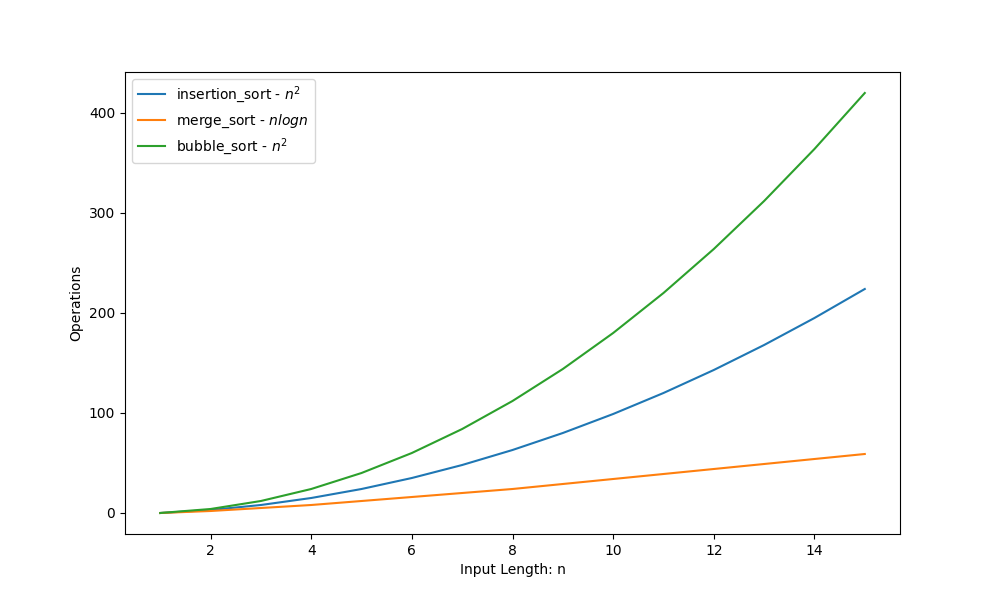 insertion_sort - n²
merge_sort - nlogn
bubble_sort - n²
400
300
200
100
0
Operations
2 4 6 8 10 12 14
Input Length: n